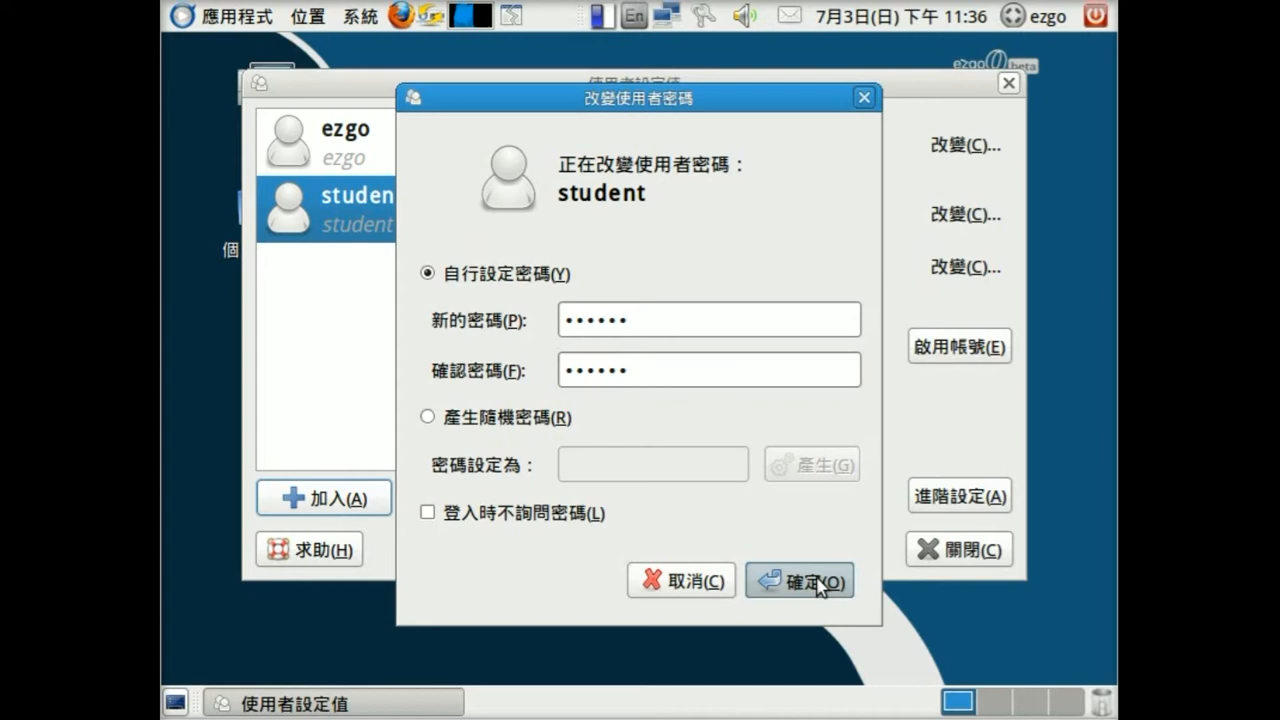 應用程式 位置 系統 En 7月3日(日) 下午 11:36 ezgo
ezgo beta
使用者設定值
改變使用者密碼
ezgo
ezgo
studen
student
個
正在改變使用者密碼：
student
自行設定密碼(Y)
新的密碼(P): ••••••
確認密碼(F): ••••••
產生隨機密碼(R)
密碼設定為： 產生(G)
登入時不詢問密碼(L)
取消(C) 確定(O)
改變(C)...
改變(C)...
改變(C)...
啟用帳號(E)
進階設定(A)
加入(A)
求助(H)
關閉(C)
使用者設定值